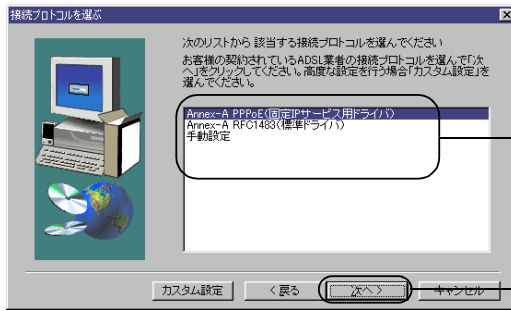 接続プロトコルを選ぶ
次のリストから該当する接続プロトコルを選んでください
お客様の契約されているADSL業者の接続プロトコルを選んで「次
へ」をクリックしてください。高度な設定を行う場合「カスタム設定」を
選んでください。
Annex-A PPPoE(固定IPサービス用ドライバ)
Annex-A RFC1483(標準ドライバ)
手動設定
カスタム設定
< 戻る
次へ >
キャンセル